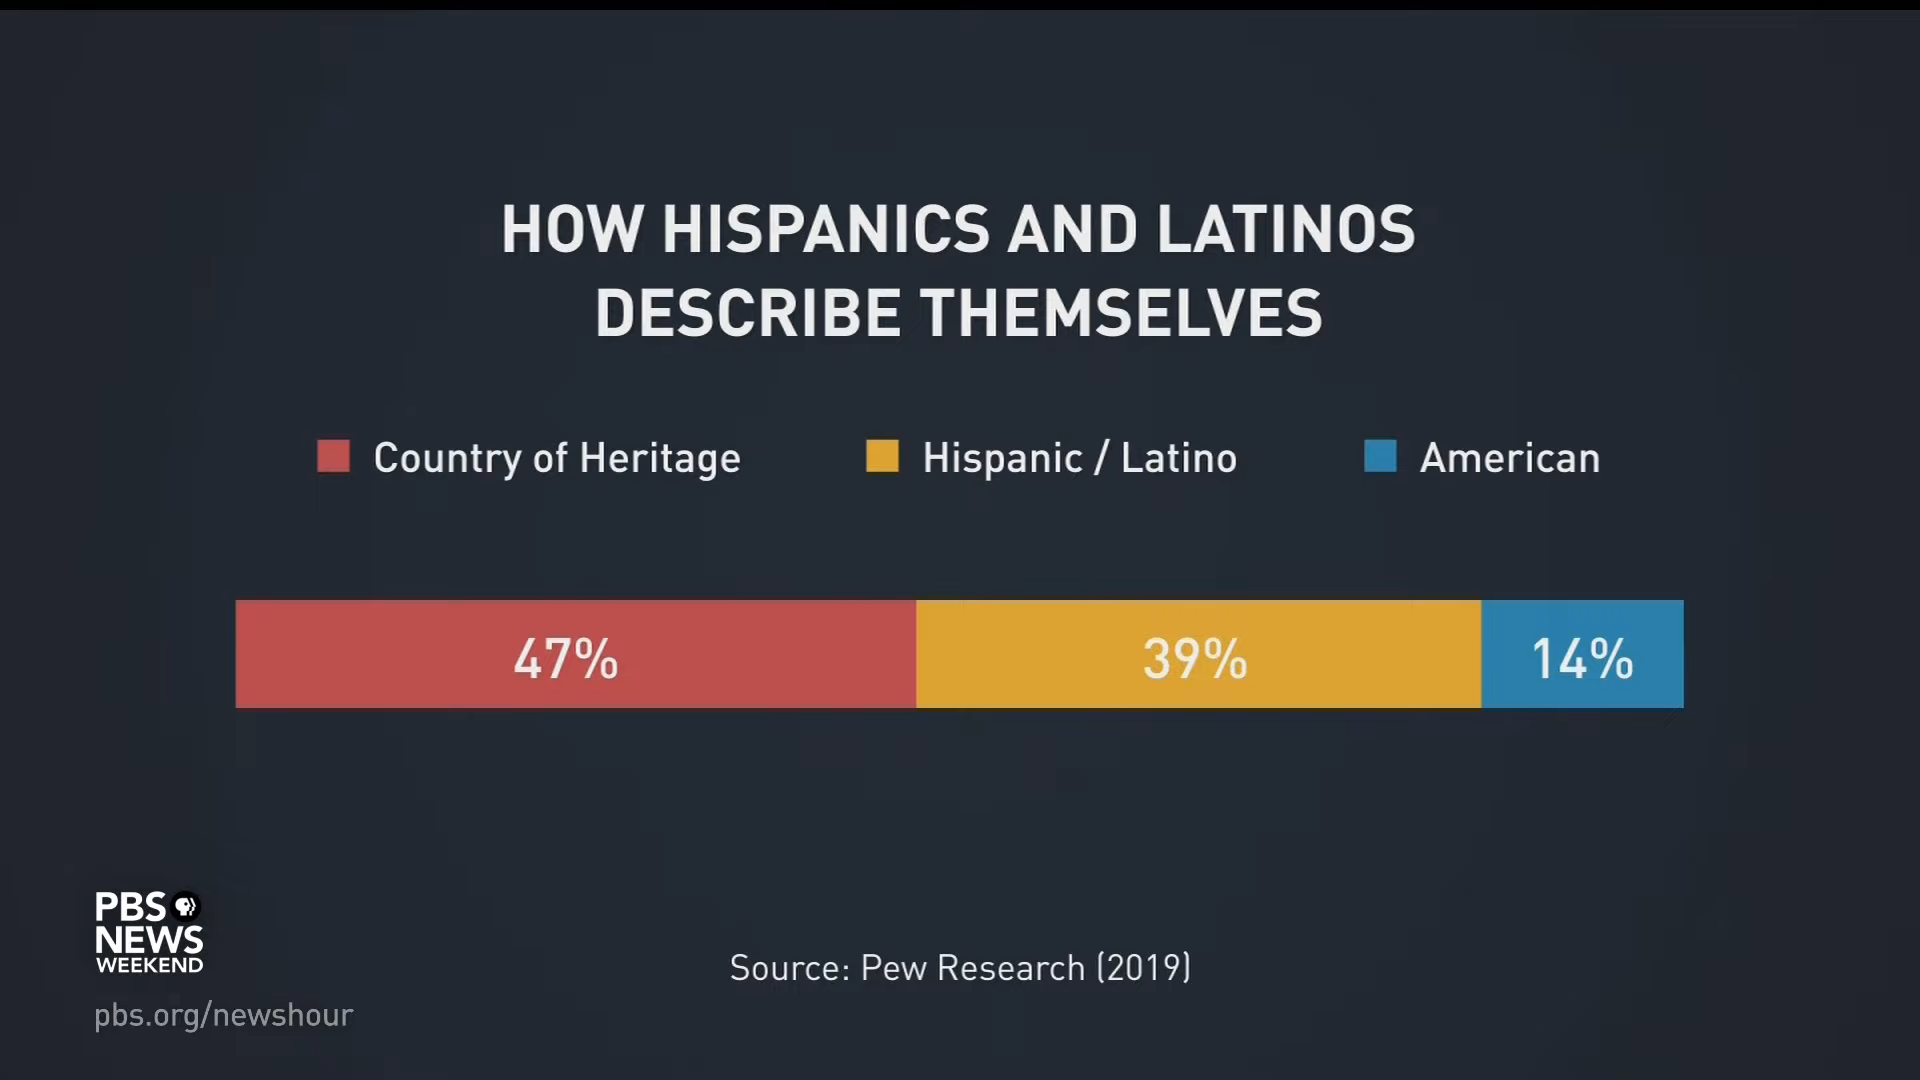 HOW HISPANICS AND LATINOS
DESCRIBE THEMSELVES
Country of Heritage
Hispanic / Latino
American
47%
39%
14%
PBS
NEWS
WEEKEND
Source: Pew Research (2019)
pbs.org/newshour